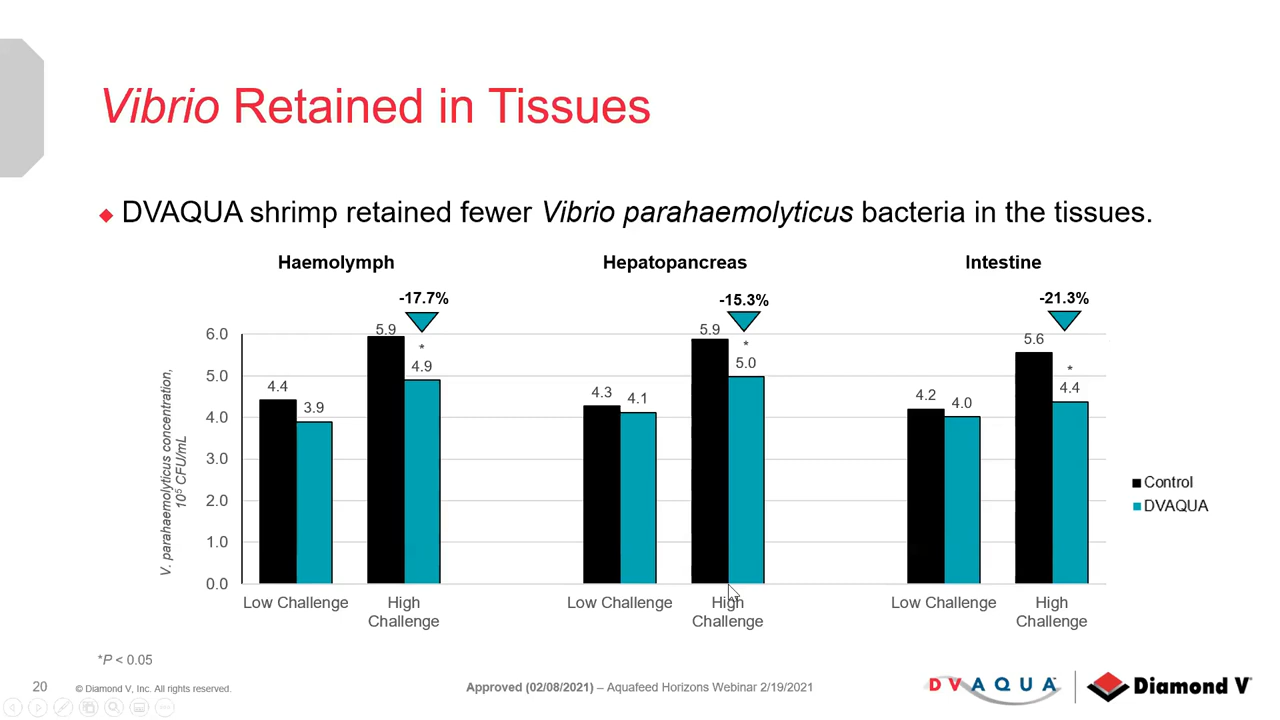 Vibrio Retained in Tissues
◆ DVAQUA shrimp retained fewer Vibrio parahaemolyticus bacteria in the tissues.
Haemolymph
Hepatopancreas
Intestine
-17.7%
-15.3%
-21.3%
V. parahaemolyticus concentration,
10⁵ CFU/mL
6.0
5.0
4.0
3.0
2.0
1.0
0.0
4.4
3.9
5.9
*
4.9
4.3
4.1
5.9
*
5.0
4.2
4.0
5.6
*
4.4
Low Challenge
High
Challenge
Low Challenge
High
Challenge
Low Challenge
High
Challenge
Control
DVAQUA
*P < 0.05
20
© Diamond V, Inc. All rights reserved.
Approved (02/08/2021) – Aquafeed Horizons Webinar 2/19/2021
DVAQUA™
Diamond V